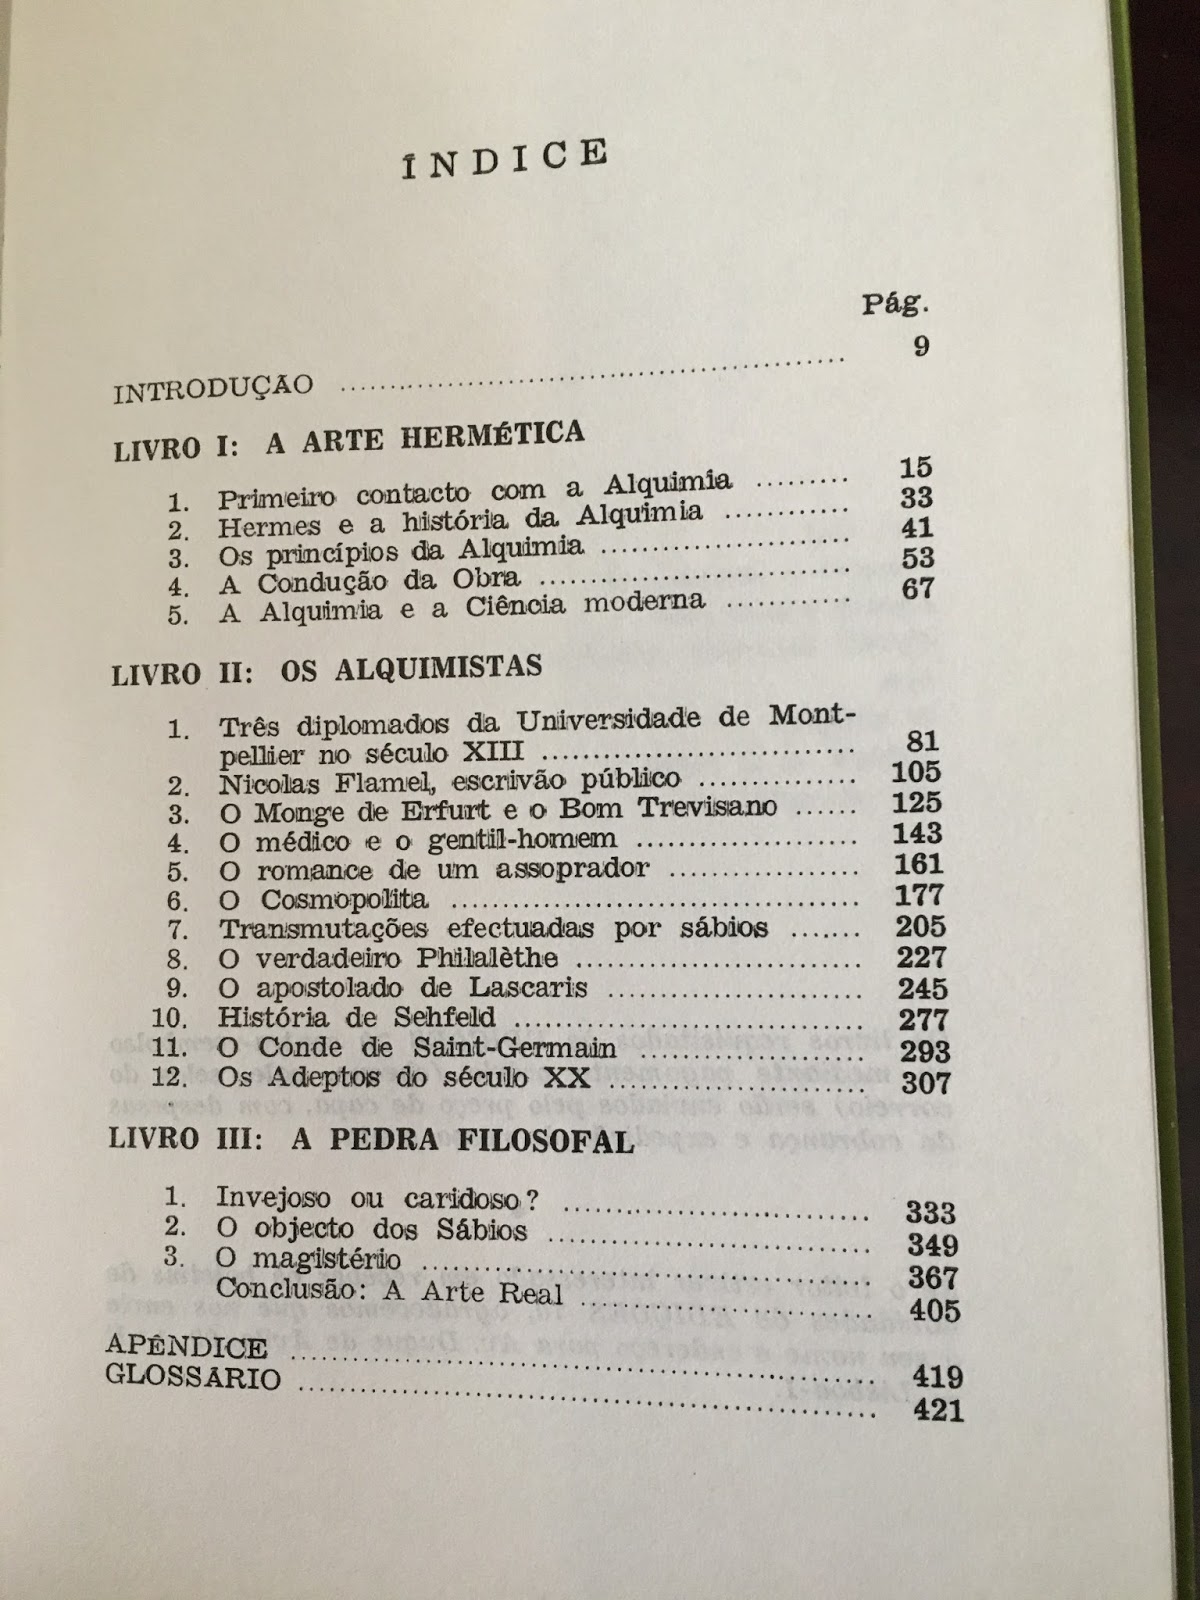 ÍNDICE
Pág.
INTRODUÇÃO ........ 9
LIVRO I: A ARTE HERMÉTICA
1. Primeiro contacto com a Alquimia ........ 15
2. Hermes e a história da Alquimia ........ 33
3. Os princípios da Alquimia ........ 41
4. A Condução da Obra ........ 53
5. A Alquimia e a Ciência moderna ........ 67
LIVRO II: OS ALQUIMISTAS
1. Três diplomados da Universidade de Mont-
pellier no século XIII ........ 81
2. Nicolas Flamel, escrivão público ........ 105
3. O Monge de Erfurt e o Bom Trevisano ...... 125
4. O médico e o gentil-homem ........ 143
5. O romance de um assoprador ........ 161
6. O Cosmopolita ........ 177
7. Transmutações efectuadas por sábios ....... 205
8. O verdadeiro Philalèthe ........ 227
9. O apostolado de Lascaris ........ 245
10. História de Sehfeld ........ 277
11. O Conde de Saint-Germain ........ 293
12. Os Adeptos do século XX ........ 307
LIVRO III: A PEDRA FILOSOFAL
1. Invejoso ou caridoso? ........ 333
2. O objecto dos Sábios ........ 349
3. O magistério ........ 367
Conclusão: A Arte Real ........ 405
APÊNDICE ........ 419
GLOSSÁRIO ........ 421